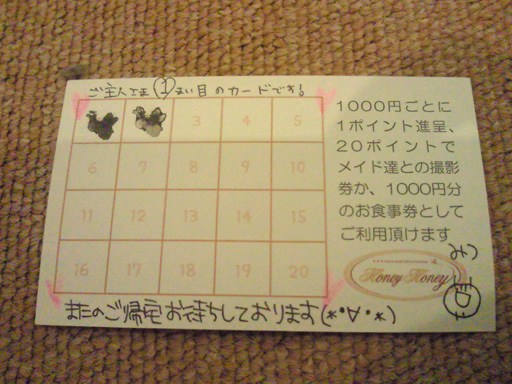 ご主人さま①まい目のカードです!
3 4 5
6 7 8 9 10
11 12 13 14 15
16 17 18 19 20
1000円ごとに
1ポイント進呈、
20ポイントで
メイド達との撮影
券か、1000円分
のお食事券として
ご利用頂けます
Honey Honey
またのご帰宅お待ちしております(*・∀・*)